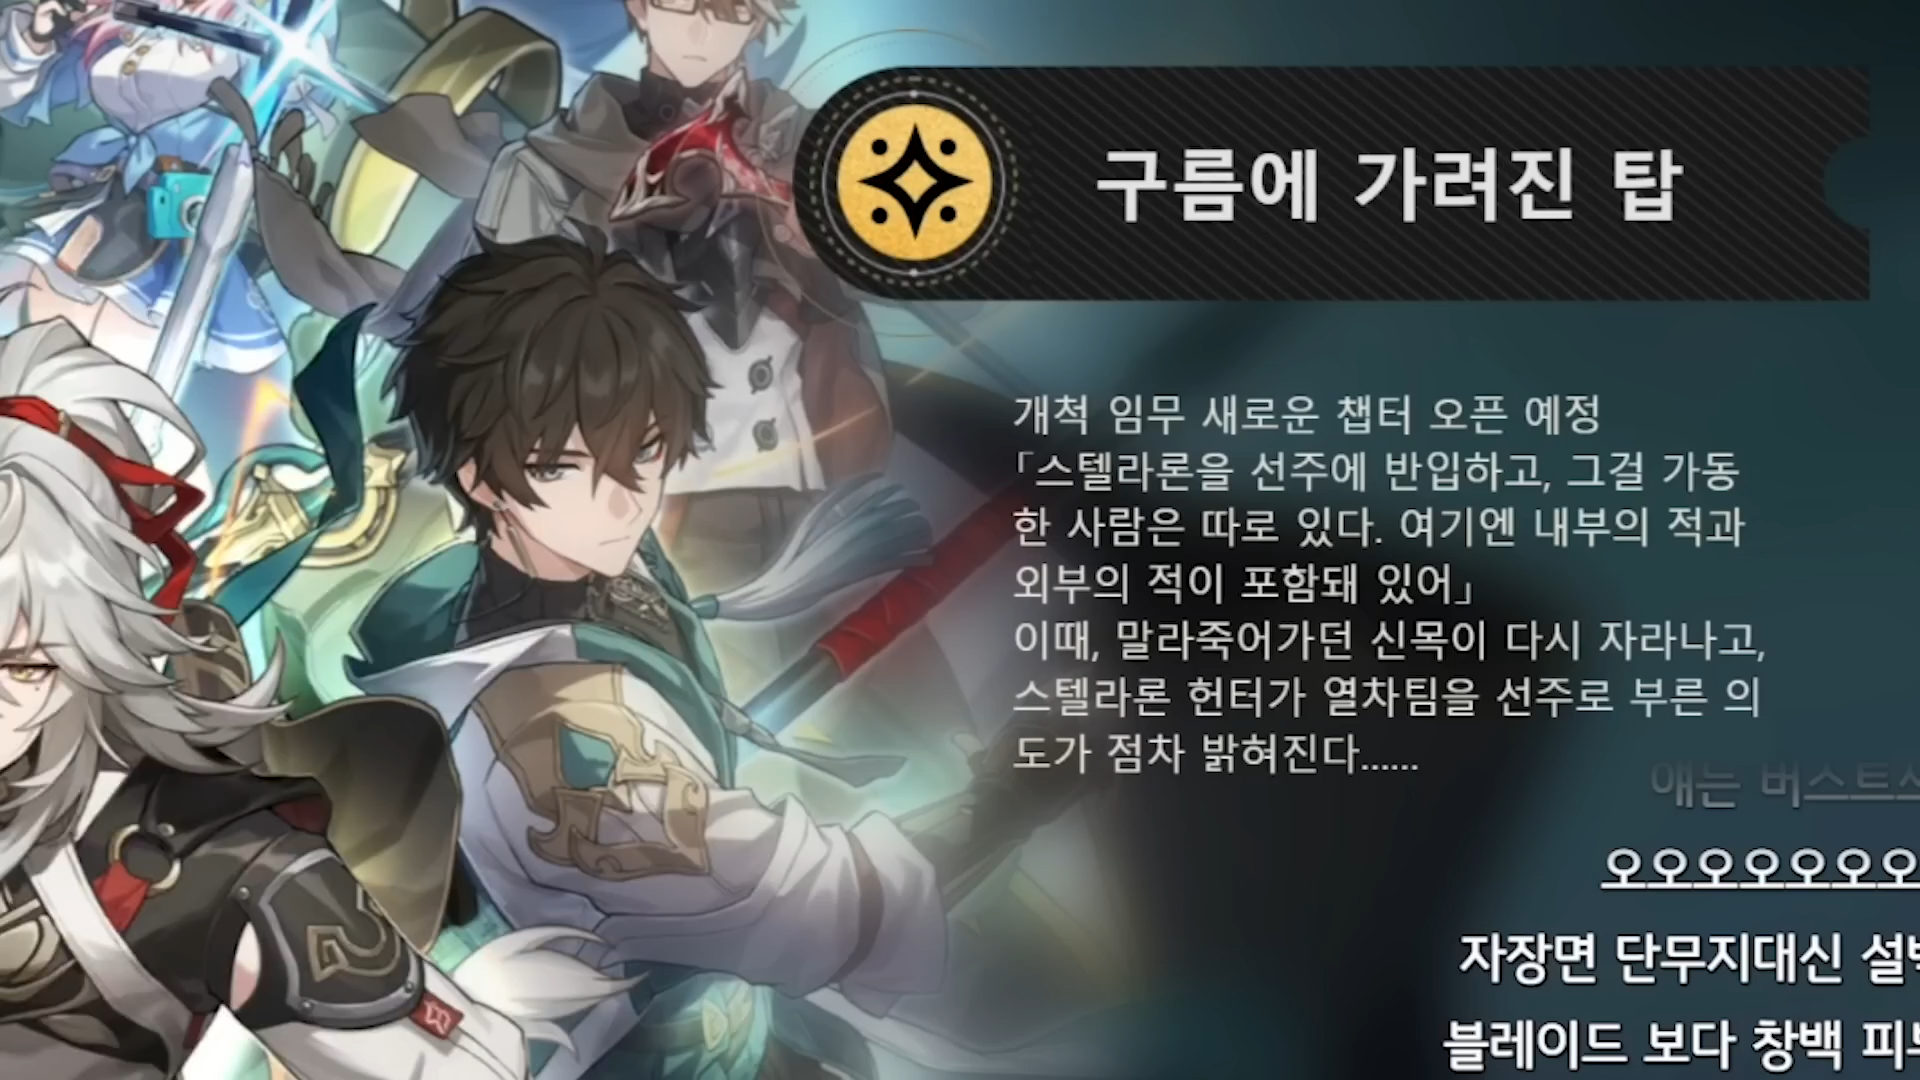 구름에 가려진 탑
개척 임무 새로운 챕터 오픈 예정
「스텔라론을 선주에 반입하고, 그걸 가동
한 사람은 따로 있다. 여기엔 내부의 적과
외부의 적이 포함돼 있어」
이때, 말라죽어가던 신목이 다시 자라나고,
스텔라론 헌터가 열차팀을 선주로 부른 의
도가 점차 밝혀진다......
얘는 버스트
오오오오오오오
자장면 단무지대신
블레이드 보다 창백